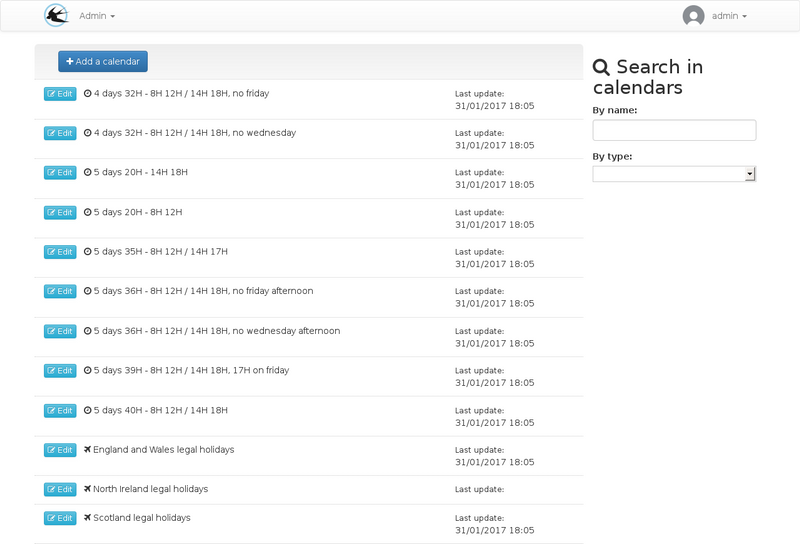 Admin
admin
Add a calendar
Edit 4 days 32H - 8H 12H / 14H 18H, no friday
Last update:
31/01/2017 18:05
Edit 4 days 32H - 8H 12H / 14H 18H, no wednesday
Last update:
31/01/2017 18:05
Edit 5 days 20H - 14H 18H
Last update:
31/01/2017 18:05
Edit 5 days 20H - 8H 12H
Last update:
31/01/2017 18:05
Edit 5 days 35H - 8H 12H / 14H 17H
Last update:
31/01/2017 18:05
Edit 5 days 36H - 8H 12H / 14H 18H, no friday afternoon
Last update:
31/01/2017 18:05
Edit 5 days 36H - 8H 12H / 14H 18H, no wednesday afternoon
Last update:
31/01/2017 18:05
Edit 5 days 39H - 8H 12H / 14H 18H, 17H on friday
Last update:
31/01/2017 18:05
Edit 5 days 40H - 8H 12H / 14H 18H
Last update:
31/01/2017 18:05
Edit England and Wales legal holidays
Last update:
31/01/2017 18:05
Edit North Ireland legal holidays
Last update:
Edit Scotland legal holidays
Last update:
31/01/2017 18:05
Search in
calendars
By name:
By type: